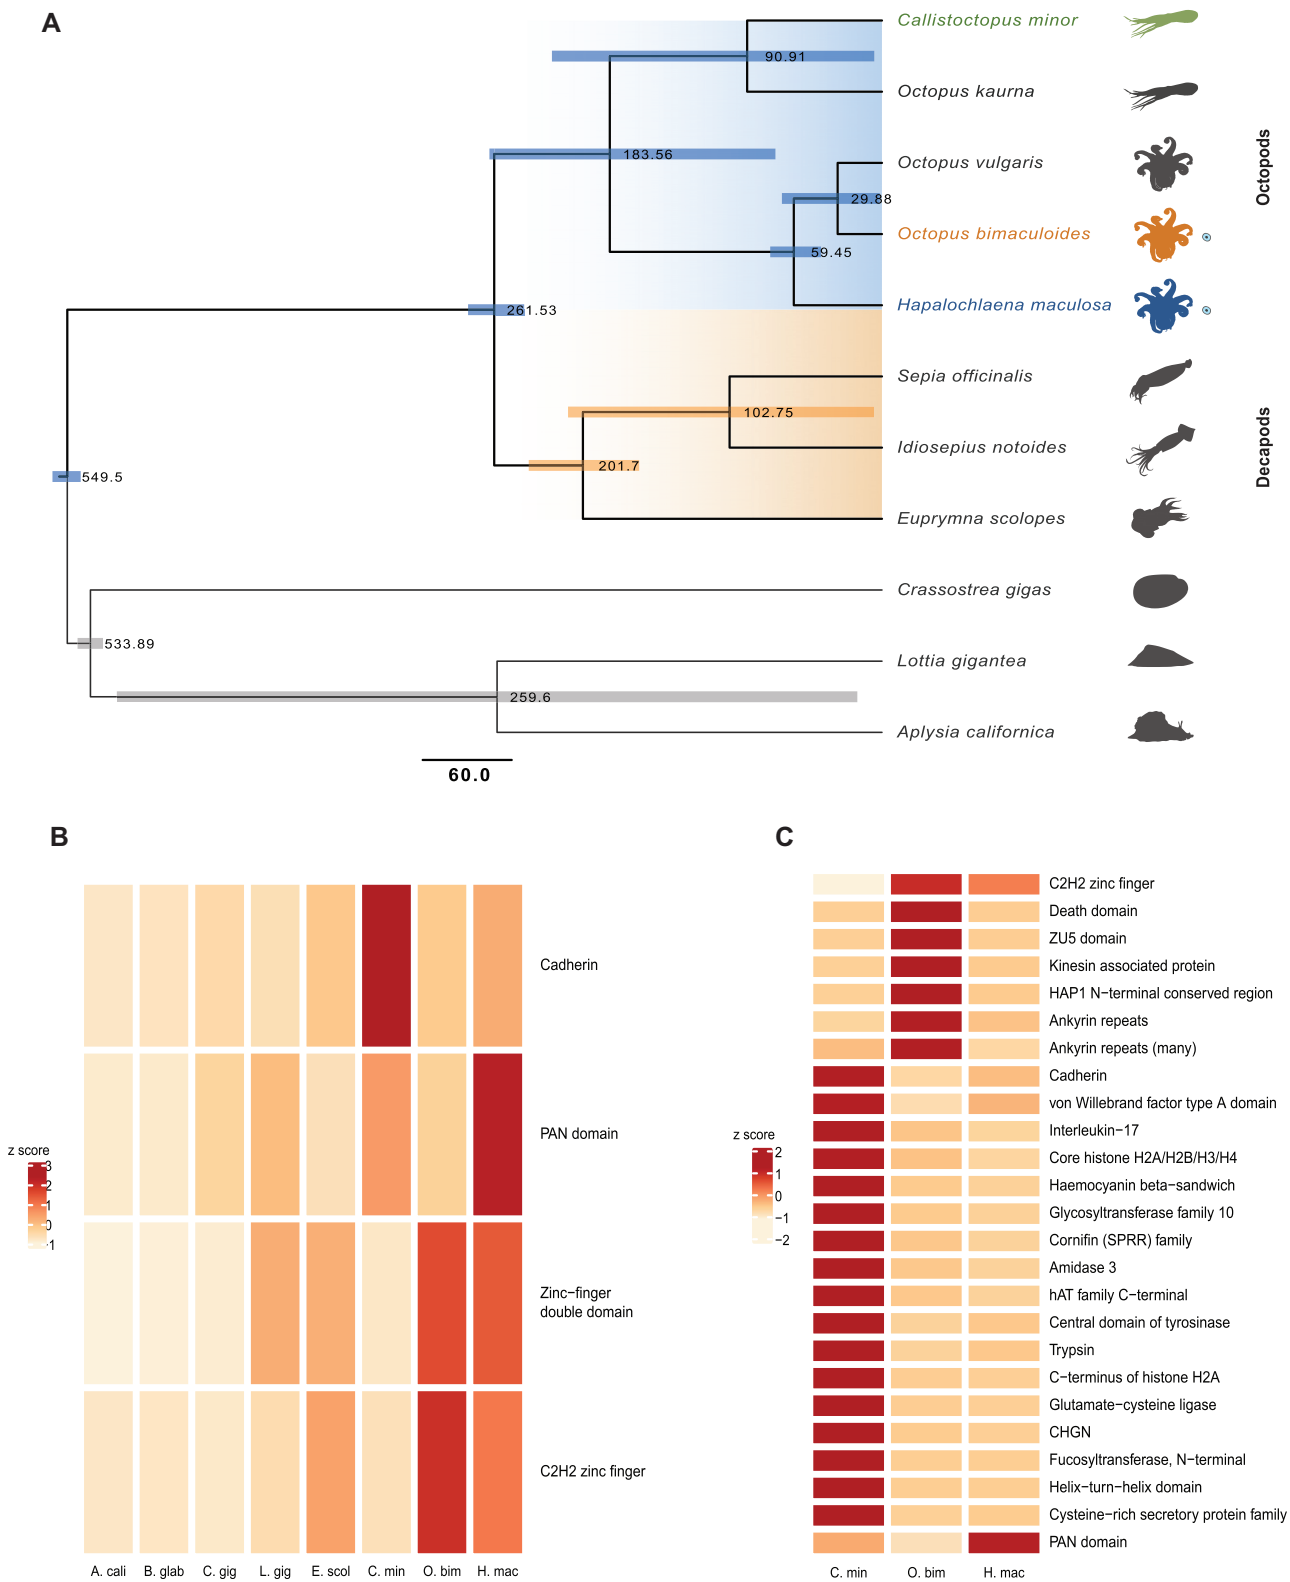 A
Callistoctopus minor
90.91
Octopus kaurna
183.56
Octopus vulgaris
29.88
Octopus bimaculoides
59.45
Octopods
261.53
Hapalochlaena maculosa
Sepia officinalis
102.75
Idiosepius notoides
201.7
Decapods
549.5
Euprymna scolopes
Crassostrea gigas
533.89
Lottia gigantea
259.6
Aplysia californica
60.0
B
Cadherin
PAN domain
z score
3
2
1
0
-1
Zinc−finger
double domain
C2H2 zinc finger
A. cali
B. glab
C. gig
L. gig
E. scol
C. min
O. bim
H. mac
C
C2H2 zinc finger
Death domain
ZU5 domain
Kinesin associated protein
HAP1 N−terminal conserved region
Ankyrin repeats
Ankyrin repeats (many)
Cadherin
von Willebrand factor type A domain
Interleukin−17
Core histone H2A/H2B/H3/H4
Haemocyanin beta−sandwich
Glycosyltransferase family 10
Cornifin (SPRR) family
Amidase 3
hAT family C−terminal
Central domain of tyrosinase
Trypsin
C−terminus of histone H2A
Glutamate−cysteine ligase
CHGN
Fucosyltransferase, N−terminal
Helix−turn−helix domain
Cysteine−rich secretory protein family
PAN domain
z score
2
1
0
−1
−2
C. min
O. bim
H. mac